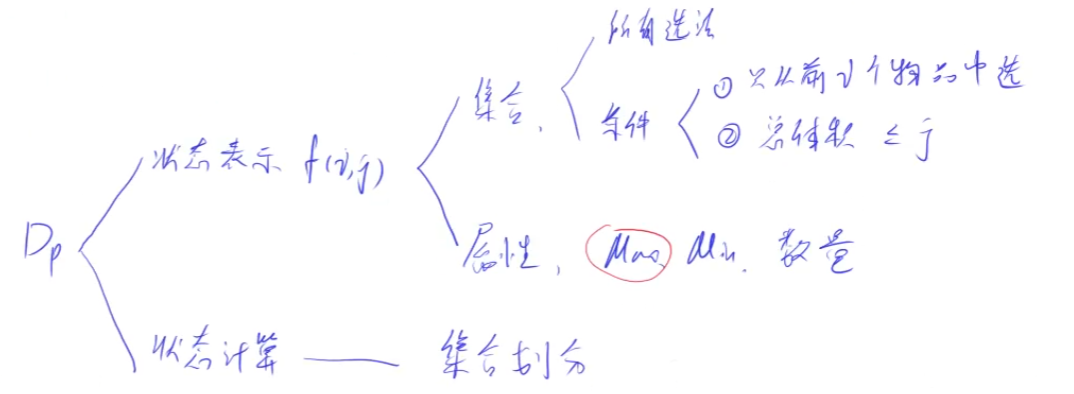 所有选法
集合、
条件
① 只从前i个物品中选
② 总体积 ≤ j
状态表示 f(i,j)
Dp
属性、Max Min. 数量
状态计算 集合划分